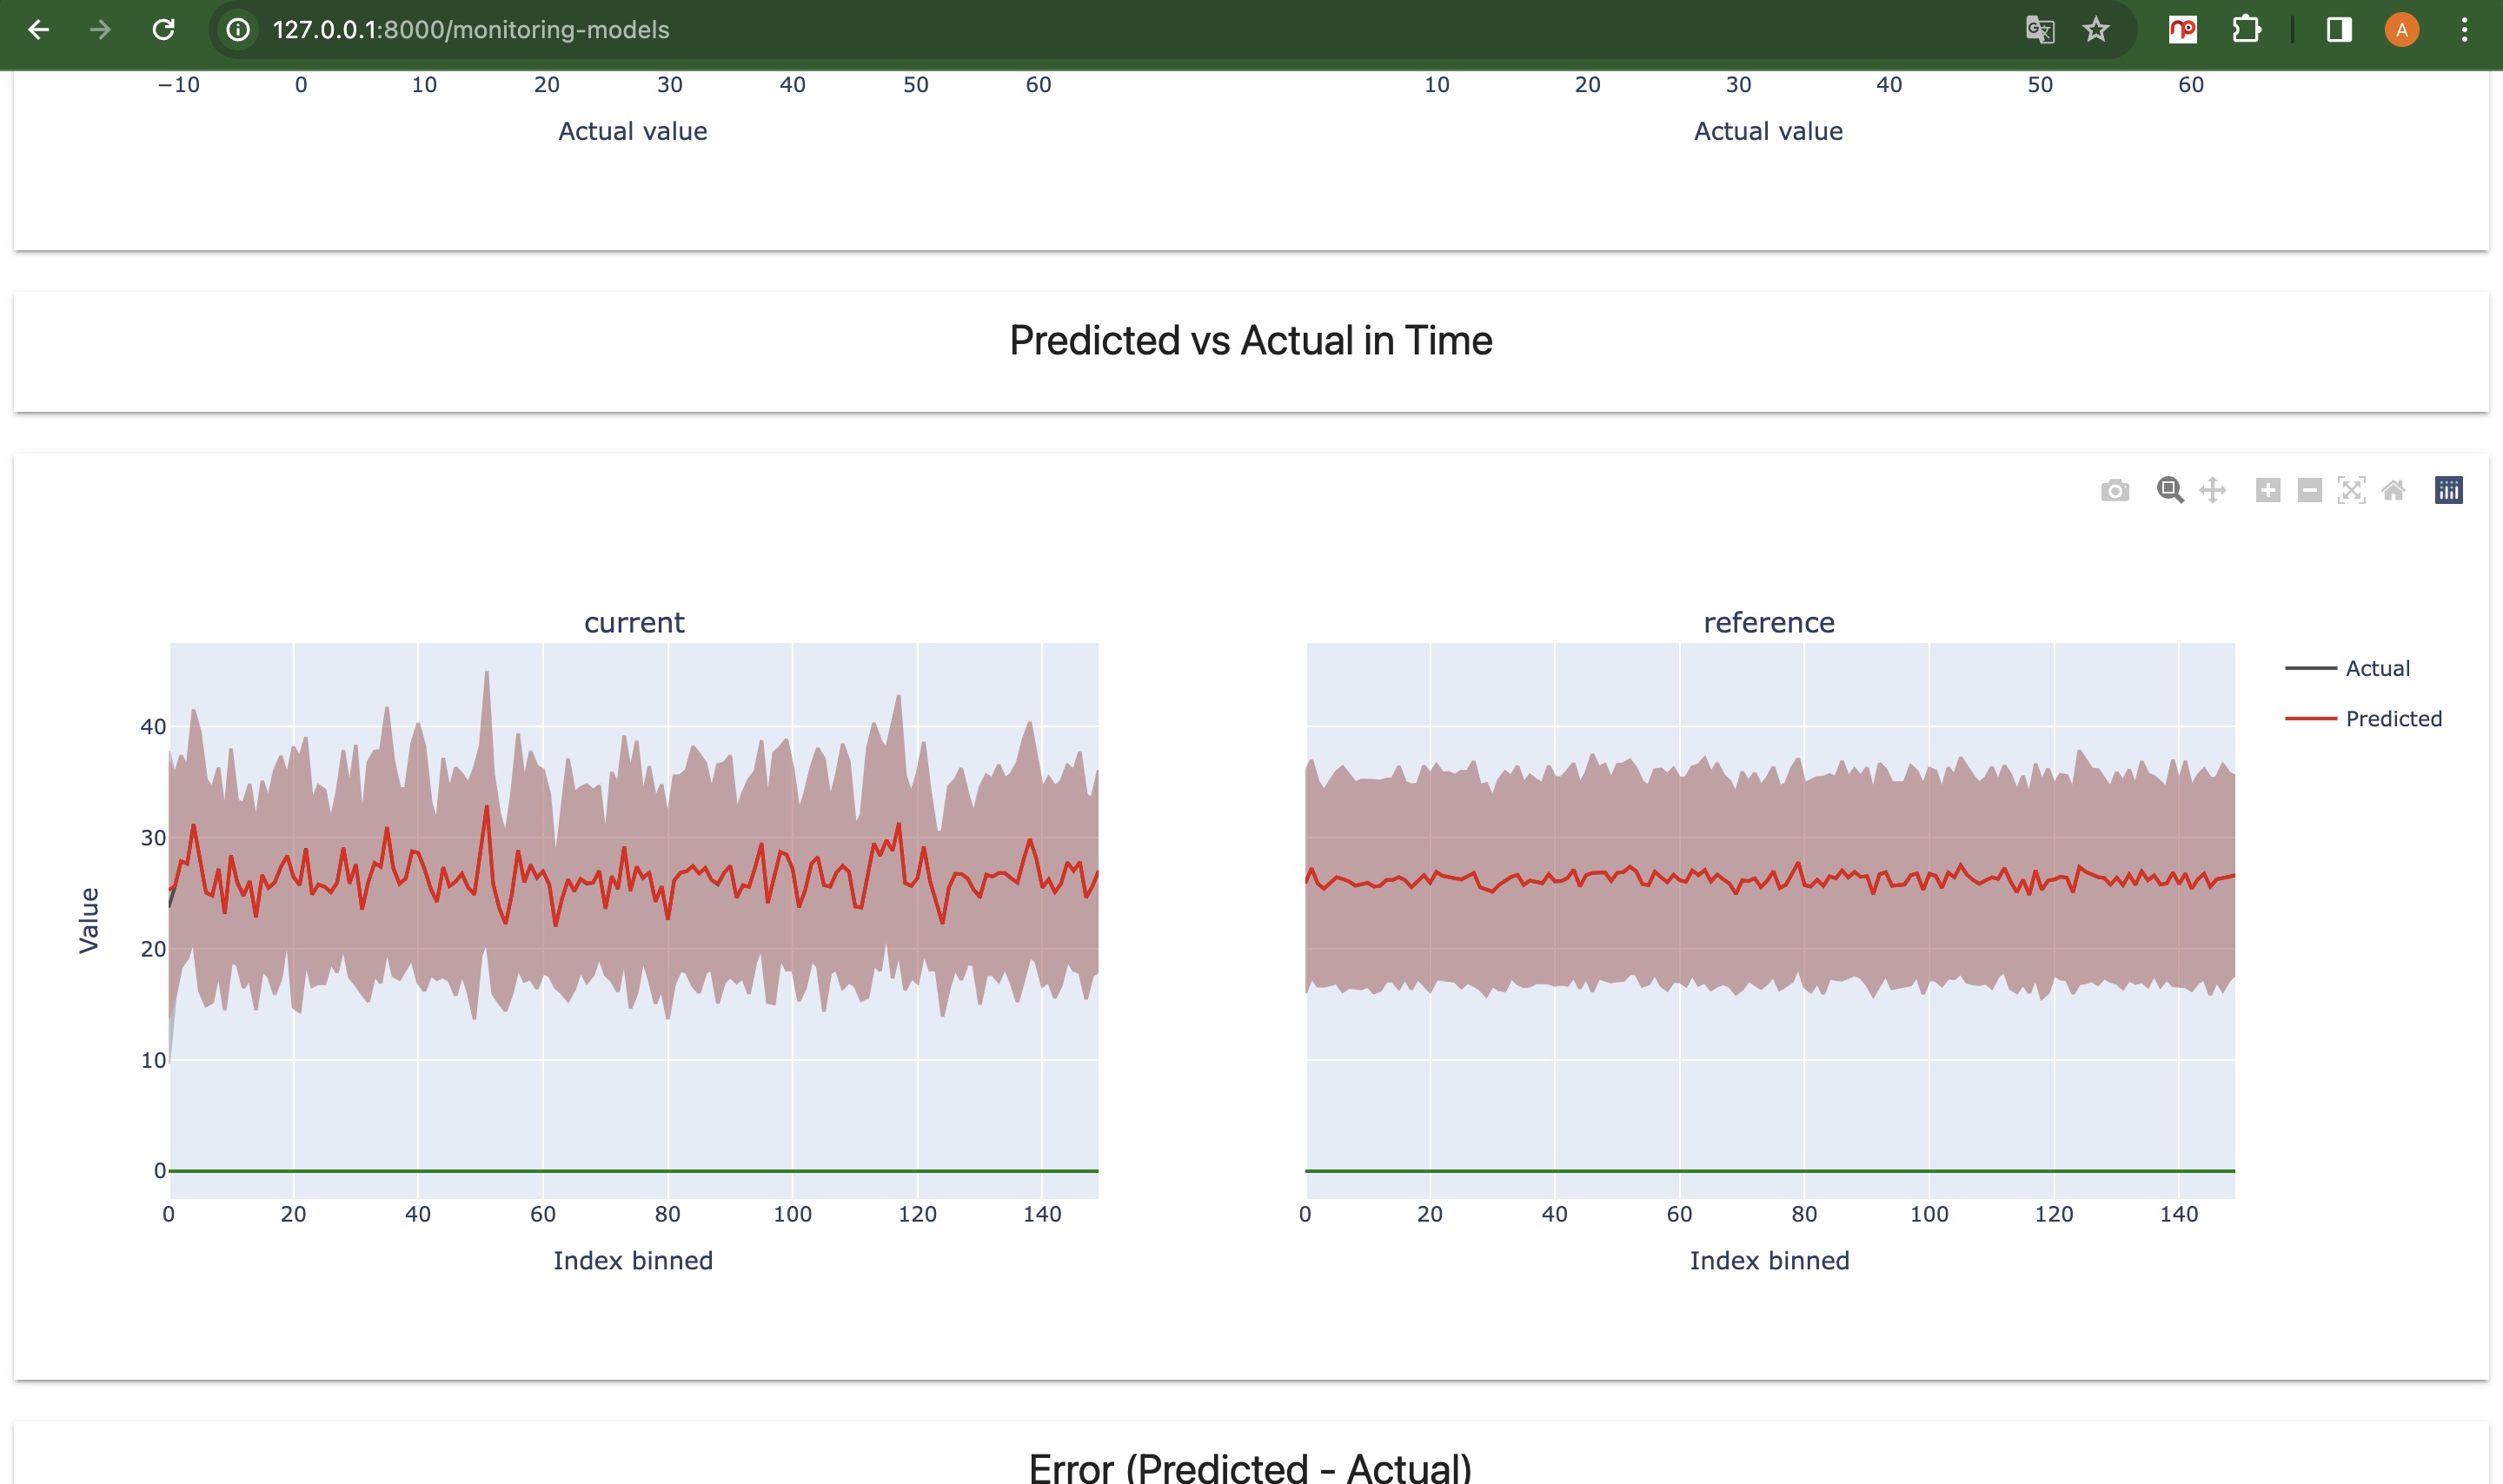 127.0.0.1:8000/monitoring-models
A
−10 0 10 20 30 40 50 60
10 20 30 40 50 60
Actual value
Actual value
Predicted vs Actual in Time
current
reference
Actual
Predicted
40
30
20
10
0
Value
0 20 40 60 80 100 120 140
0 20 40 60 80 100 120 140
Index binned
Index binned
Error (Predicted - Actual)